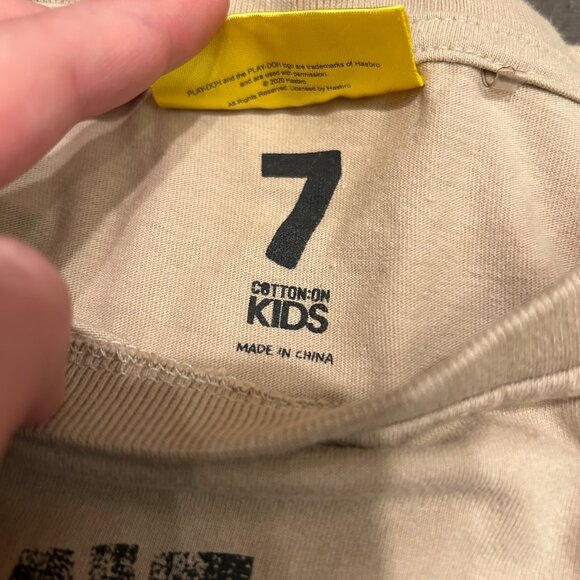 PLAY-DOH and the PLAY-DOH logo are trademarks of Hasbro
and are used with permission
© 2020 Hasbro
All Rights Reserved. Licensed by Hasbro
7
COTTON:ON
KIDS
MADE IN CHINA